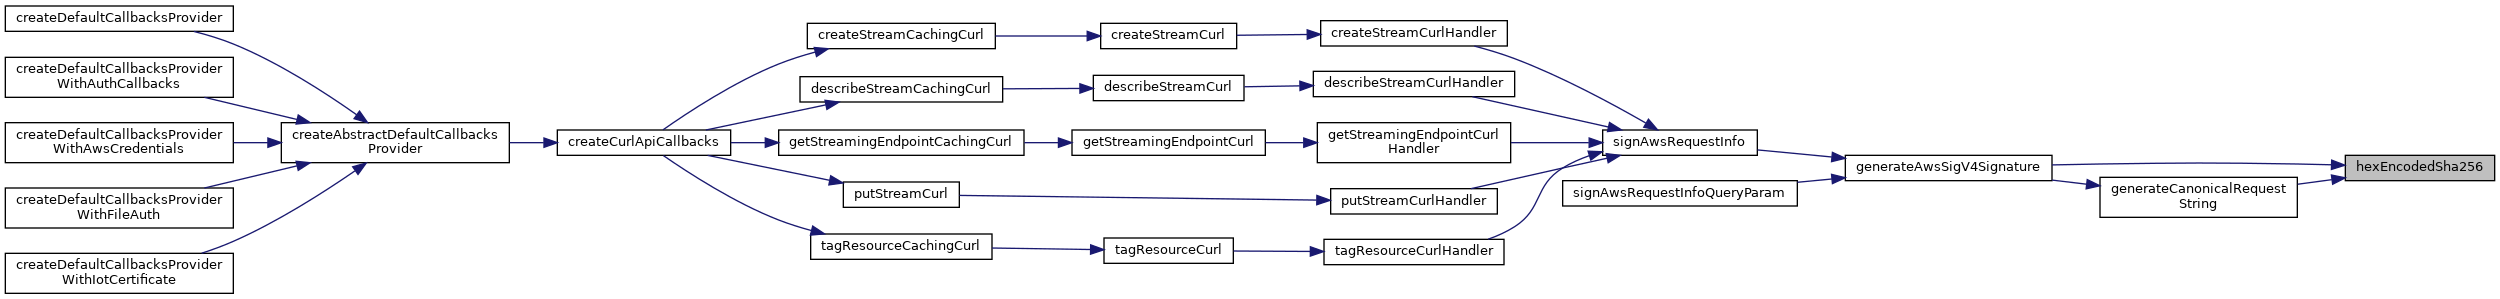 createDefaultCallbacksProvider
createDefaultCallbacksProvider
WithAuthCallbacks
createDefaultCallbacksProvider
WithAwsCredentials
createDefaultCallbacksProvider
WithFileAuth
createDefaultCallbacksProvider
WithIotCertificate
createAbstractDefaultCallbacks
Provider
createCurlApiCallbacks
createStreamCachingCurl
describeStreamCachingCurl
getStreamingEndpointCachingCurl
putStreamCurl
tagResourceCachingCurl
createStreamCurl
describeStreamCurl
getStreamingEndpointCurl
tagResourceCurl
createStreamCurlHandler
describeStreamCurlHandler
getStreamingEndpointCurl
Handler
putStreamCurlHandler
tagResourceCurlHandler
signAwsRequestInfo
signAwsRequestInfoQueryParam
generateAwsSigV4Signature
generateCanonicalRequest
String
hexEncodedSha256